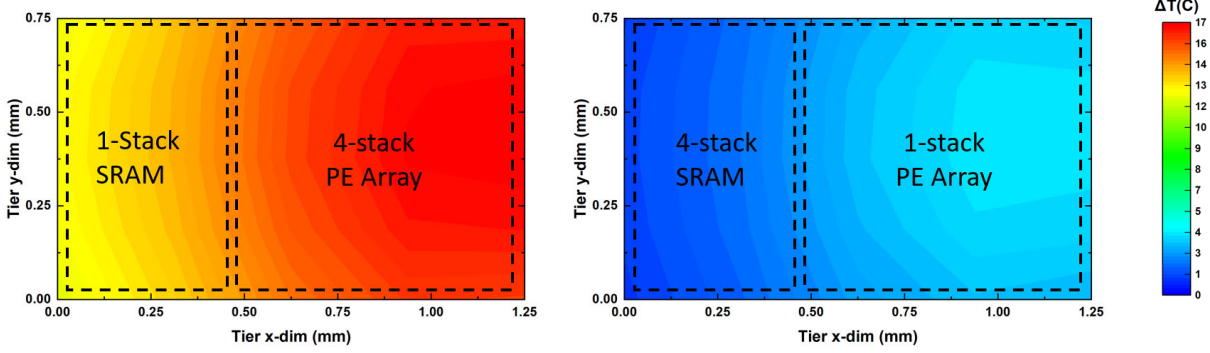 0.75
0.50
0.25
0.00
Tier y-dim (mm)
1-Stack
SRAM
4-stack
PE Array
0.00 0.25 0.50 0.75 1.00 1.25
Tier x-dim (mm)
0.75
0.50
0.25
0.00
Tier y-dim (mm)
4-stack
SRAM
1-stack
PE Array
0.00 0.25 0.50 0.75 1.00 1.25
Tier x-dim (mm)
ΔT(C)
17
16
15
14
13
12
11
10
9
7
6
5
4
3
2
1
0